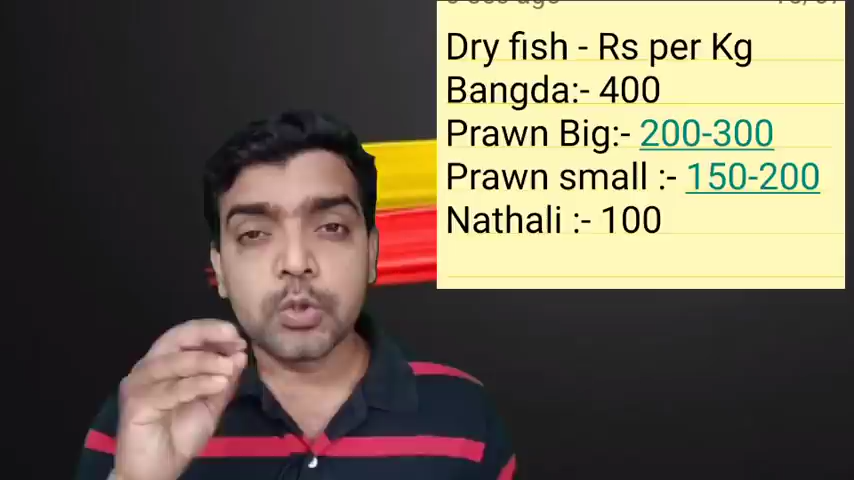 Dry fish - Rs per Kg
Bangda:- 400
Prawn Big:- 200-300
Prawn small :- 150-200
Nathali :- 100